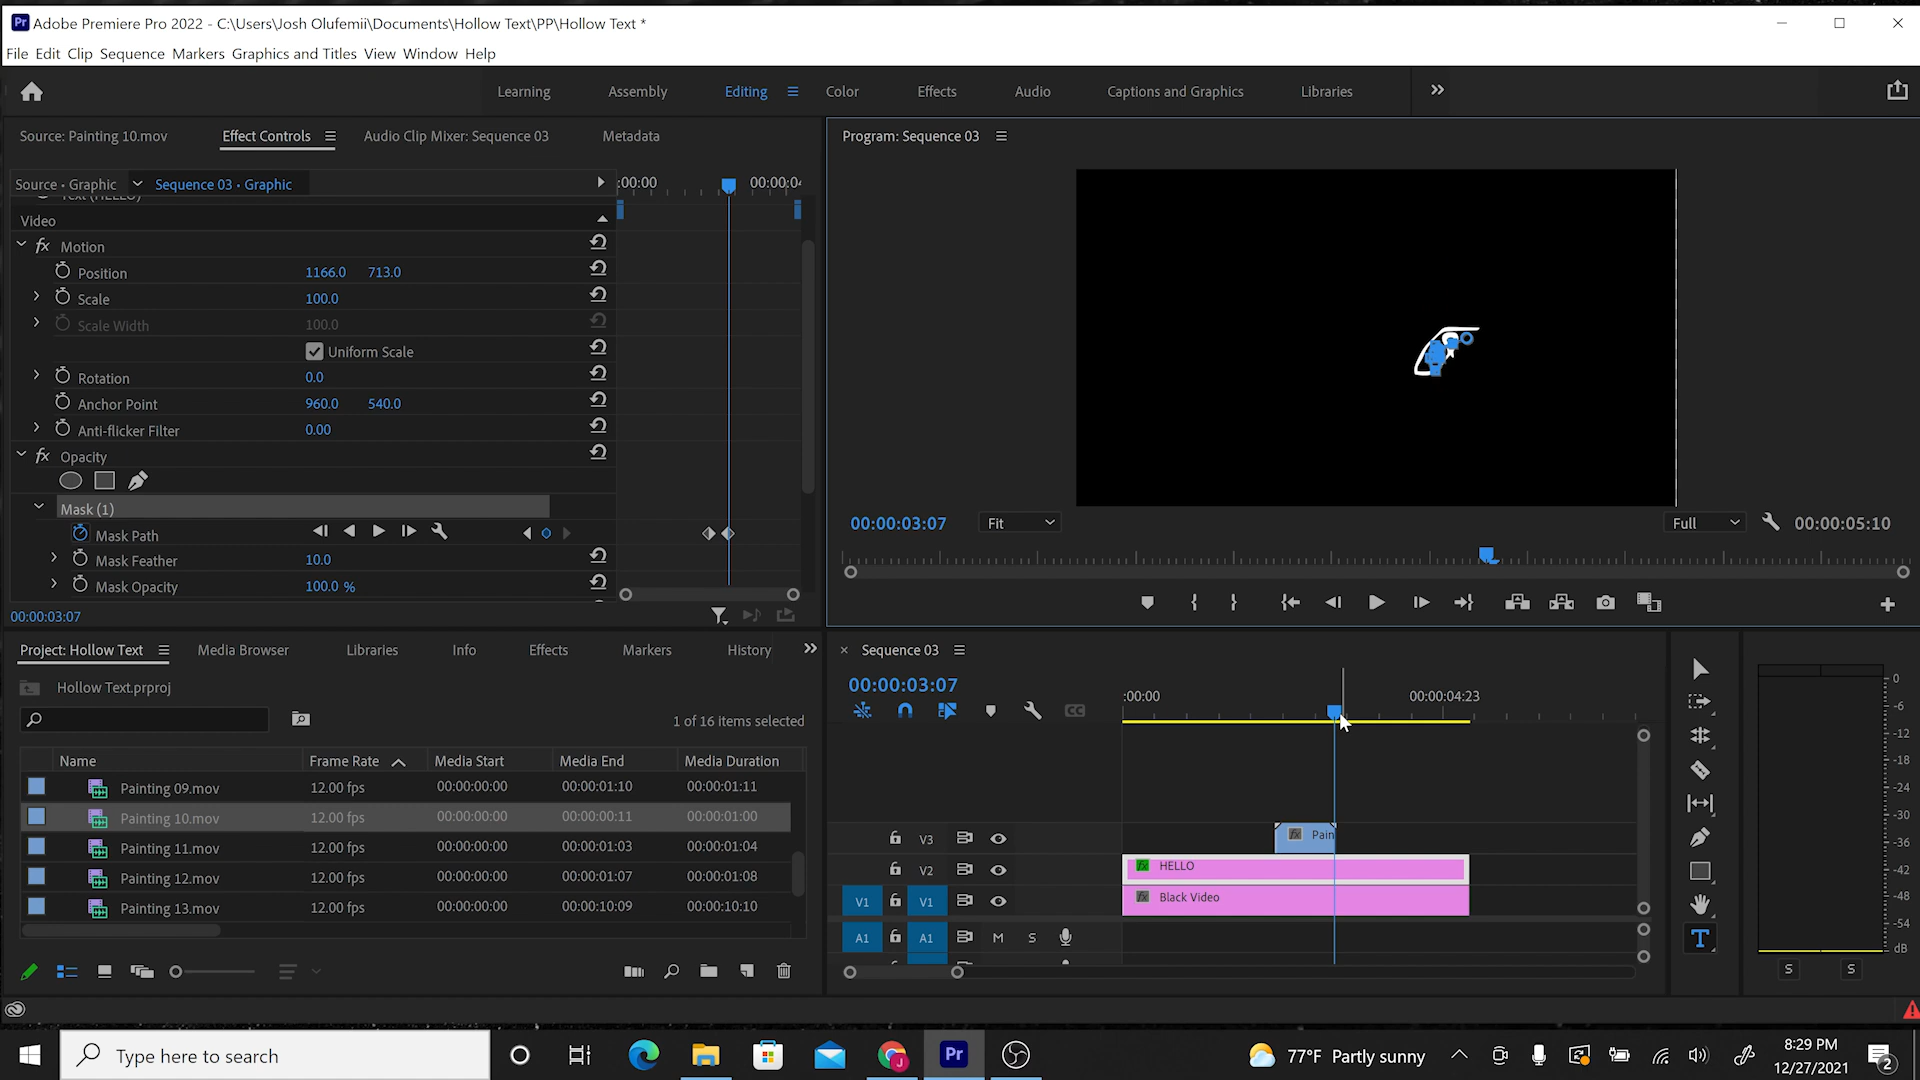 Pr Adobe Premiere Pro 2022 - C:\Users\Josh Olufemii\Documents\Hollow Text\PP\Hollow Text *
File Edit Clip Sequence Markers Graphics and Titles View Window Help
Learning Assembly Editing Color Effects Audio Captions and Graphics Libraries
Source: Painting 10.mov Effect Controls Audio Clip Mixer: Sequence 03 Metadata
Program: Sequence 03
Source • Graphic Sequence 03 • Graphic :00:00 00:00:04
Text (HELLO)
Video
fx Motion
Position 1166.0 713.0
Scale 100.0
Scale Width 100.0
Uniform Scale
Rotation 0.0
Anchor Point 960.0 540.0
Anti-flicker Filter 0.00
fx Opacity
Mask (1)
Mask Path
Mask Feather 10.0
Mask Opacity 100.0 %
00:00:03:07
00:00:03:07 Fit Full 00:00:05:10
Project: Hollow Text Media Browser Libraries Info Effects Markers History
Hollow Text.prproj
1 of 16 items selected
Name Frame Rate Media Start Media End Media Duration
Painting 09.mov 12.00 fps 00:00:00:00 00:00:01:10 00:00:01:11
Painting 10.mov 12.00 fps 00:00:00:00 00:00:00:11 00:00:01:00
Painting 11.mov 12.00 fps 00:00:00:00 00:00:01:03 00:00:01:04
Painting 12.mov 12.00 fps 00:00:00:00 00:00:01:07 00:00:01:08
Painting 13.mov 12.00 fps 00:00:00:00 00:00:10:09 00:00:10:10
Sequence 03
00:00:03:07 :00:00 00:00:04:23
CC
V3 fx Pain
V2 fx HELLO
V1 V1 fx Black Video
A1 A1 M S
T
0
-6
-12
-18
-24
-30
-36
-42
-48
-54
dB
S S
Type here to search
Pr
77°F Partly sunny
8:29 PM
12/27/2021
2